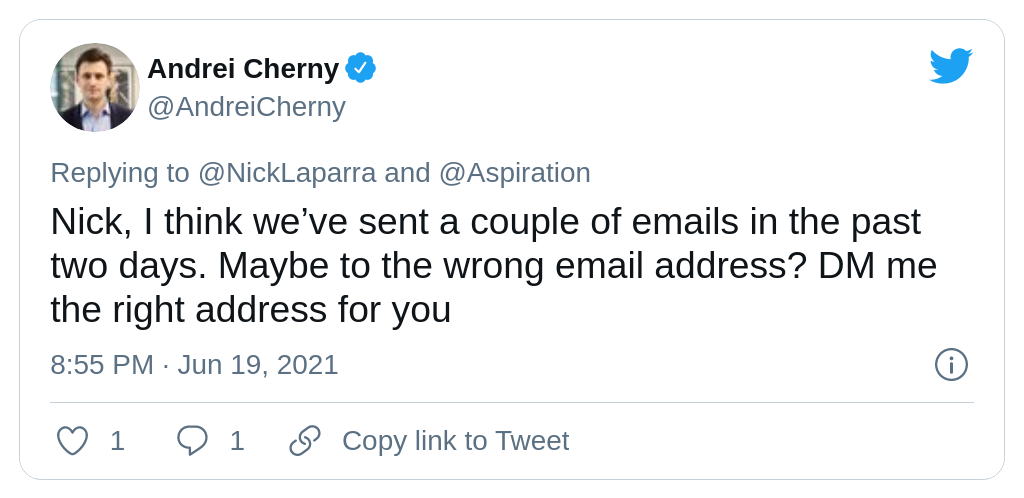 Andrei Cherny
@AndreiCherny
Replying to @NickLaparra and @Aspiration
Nick, I think we’ve sent a couple of emails in the past
two days. Maybe to the wrong email address? DM me
the right address for you
8:55 PM · Jun 19, 2021
1 1 Copy link to Tweet